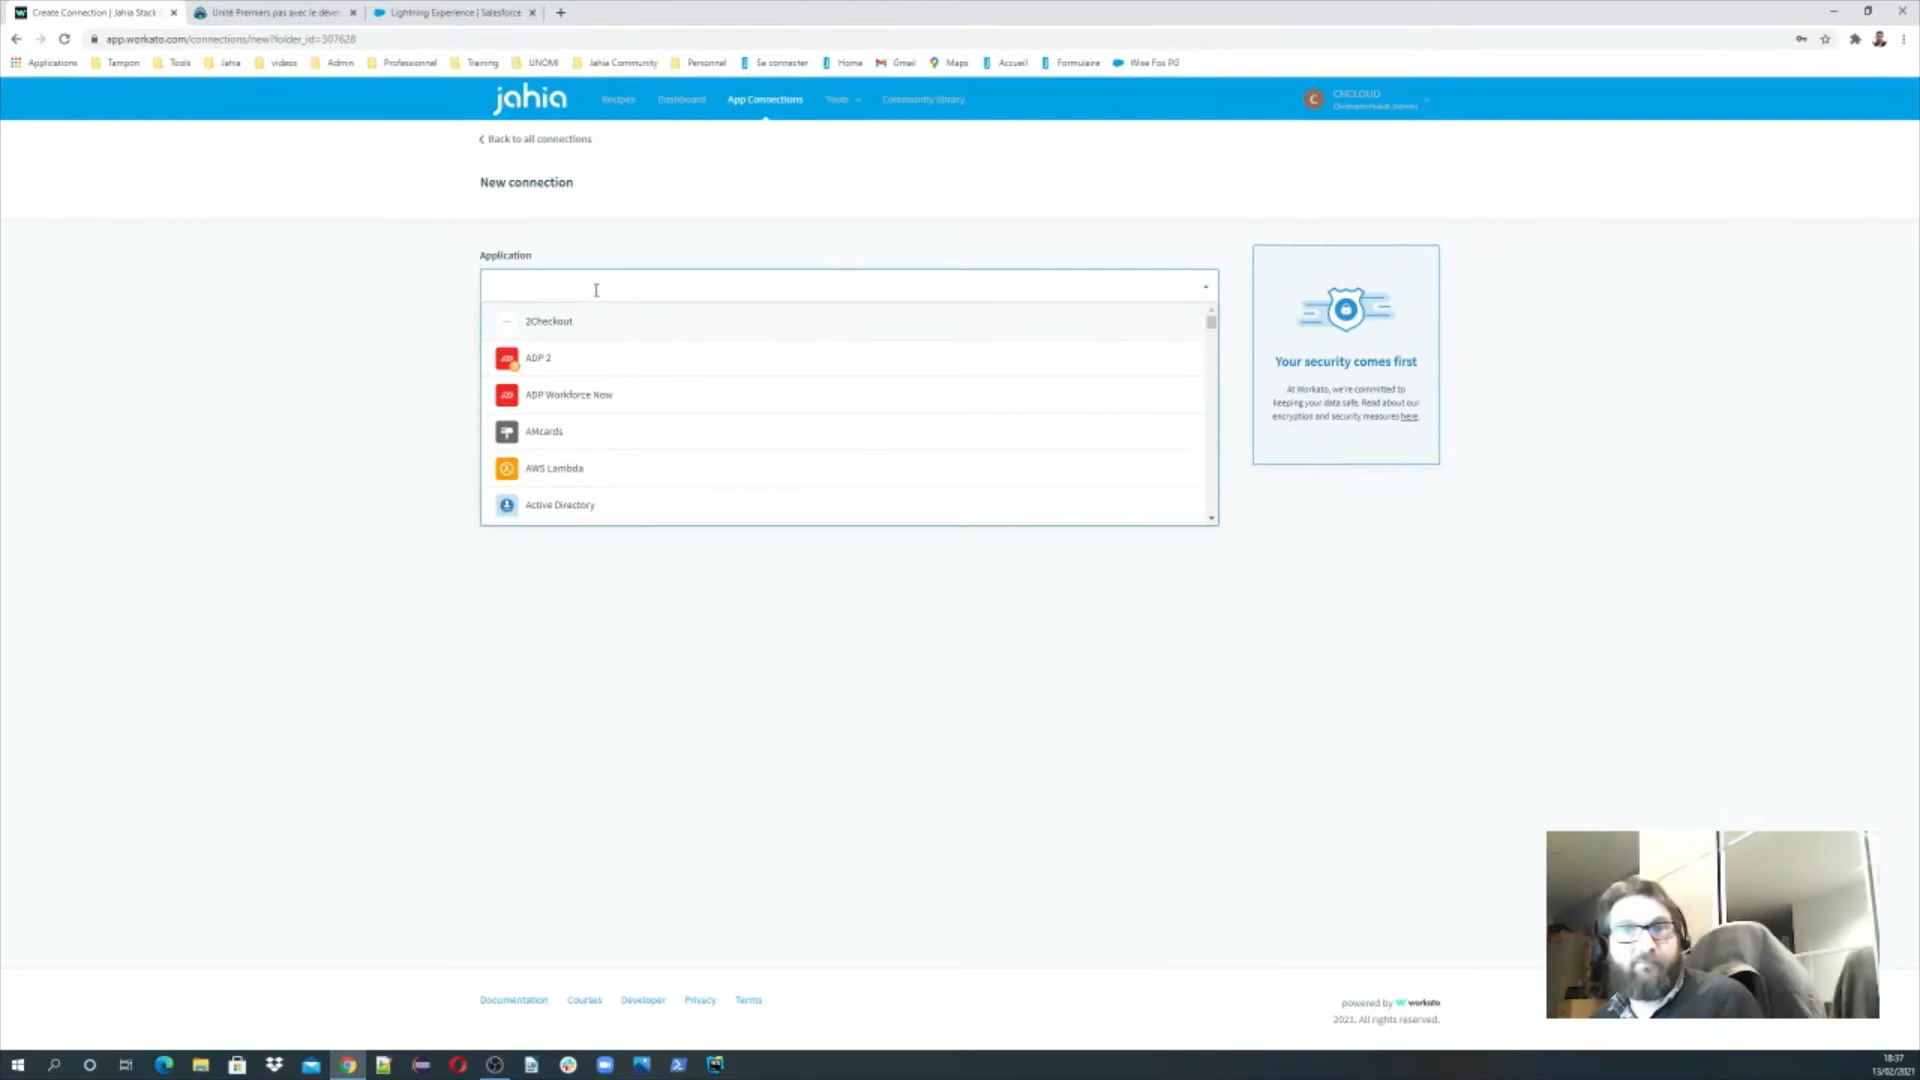 Create Connection | Jahia Stack
Unité Premiers pas avec le déve
Lightning Experience | Salesforce
app.workato.com/connections/new?folder_id=307628
Applications
Tampon
Tools
Jahia
videos
Admin
Professionnel
Training
UNOMI
Jahia Community
Personnel
Se connecter
Home
Gmail
Maps
Accueil
Formulaire
Wise Fox PG
jahia
Recipes
Dashboard
App Connections
Tools
Community library
C
CHCLOUD
Back to all connections
New connection
Application
2Checkout
ADP 2
ADP Workforce Now
AMcards
AWS Lambda
Active Directory
Your security comes first
At Workato, we're committed to
keeping your data safe. Read about our
encryption and security measures here.
Documentation
Courses
Developer
Privacy
Terms
powered by workato
2021. All rights reserved.
18:37
13/02/2021